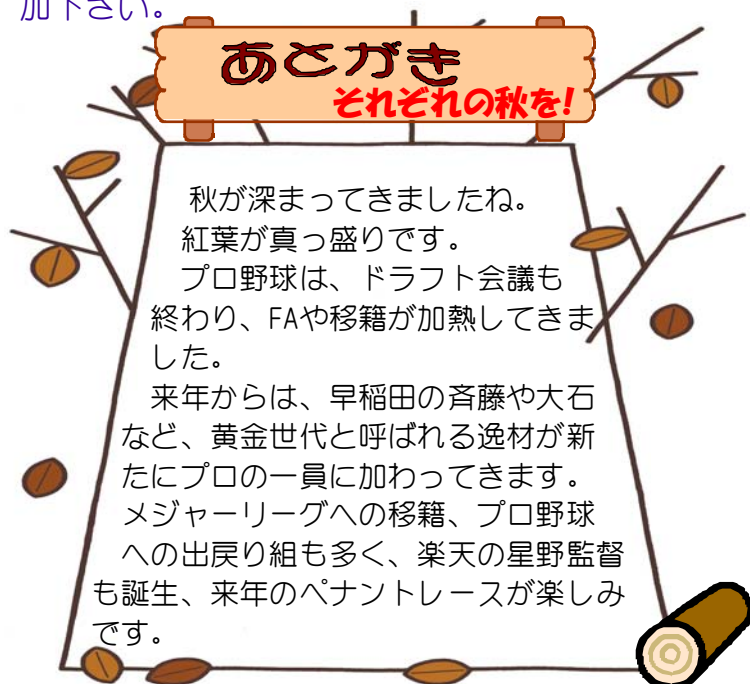 加下さい。
あとがき
それぞれの秋を!
秋が深まってきましたね。
紅葉が真っ盛りです。
プロ野球は、ドラフト会議も
終わり、FAや移籍が加熱してきま
した。
来年からは、早稲田の斉藤や大石
など、黄金世代と呼ばれる逸材が新
たにプロの一員に加わってきます。
メジャーリーグへの移籍、プロ野球
への出戻り組も多く、楽天の星野監督
も誕生、来年のペナントレースが楽しみ
です。